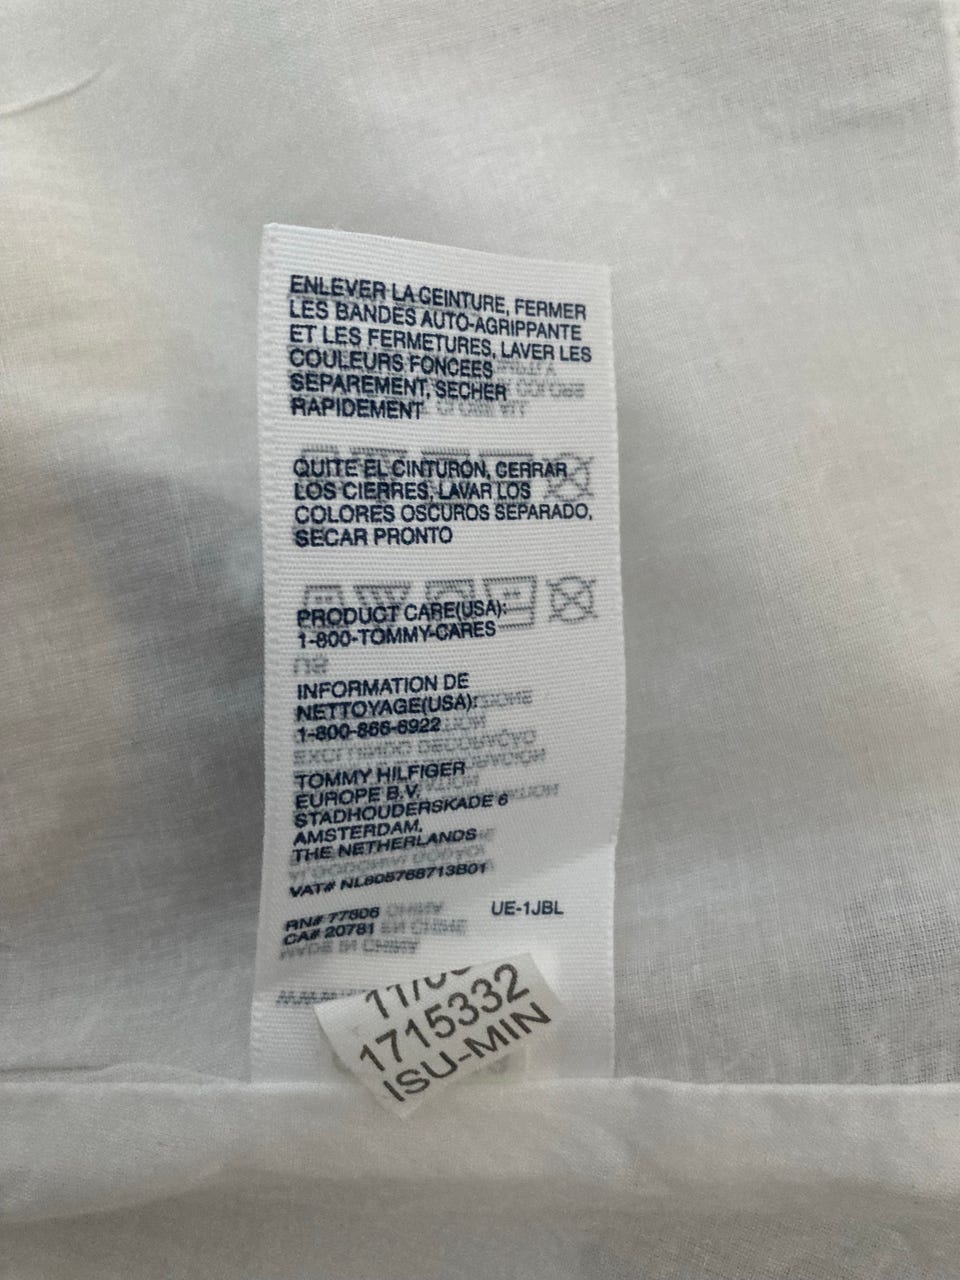 ENLEVER LA CEINTURE, FERMER
LES BANDES AUTO-AGRIPPANTE
ET LES FERMETURES, LAVER LES
COULEURS FONCEES
SEPAREMENT, SECHER
RAPIDEMENT
QUITE EL CINTURON, CERRAR
LOS CIERRES, LAVAR LOS
COLORES OSCUROS SEPARADO,
SECAR PRONTO
PRODUCT CARE(USA):
1-800-TOMMY-CARES
INFORMATION DE
NETTOYAGE(USA):
1-800-866-6922
TOMMY HILFIGER
EUROPE B.V.
STADHOUDERSKADE 6
AMSTERDAM,
THE NETHERLANDS
VAT# NL805768713B01
RN# 77806 UE-1JBL
CA# 20781
1715332
ISU-MIN